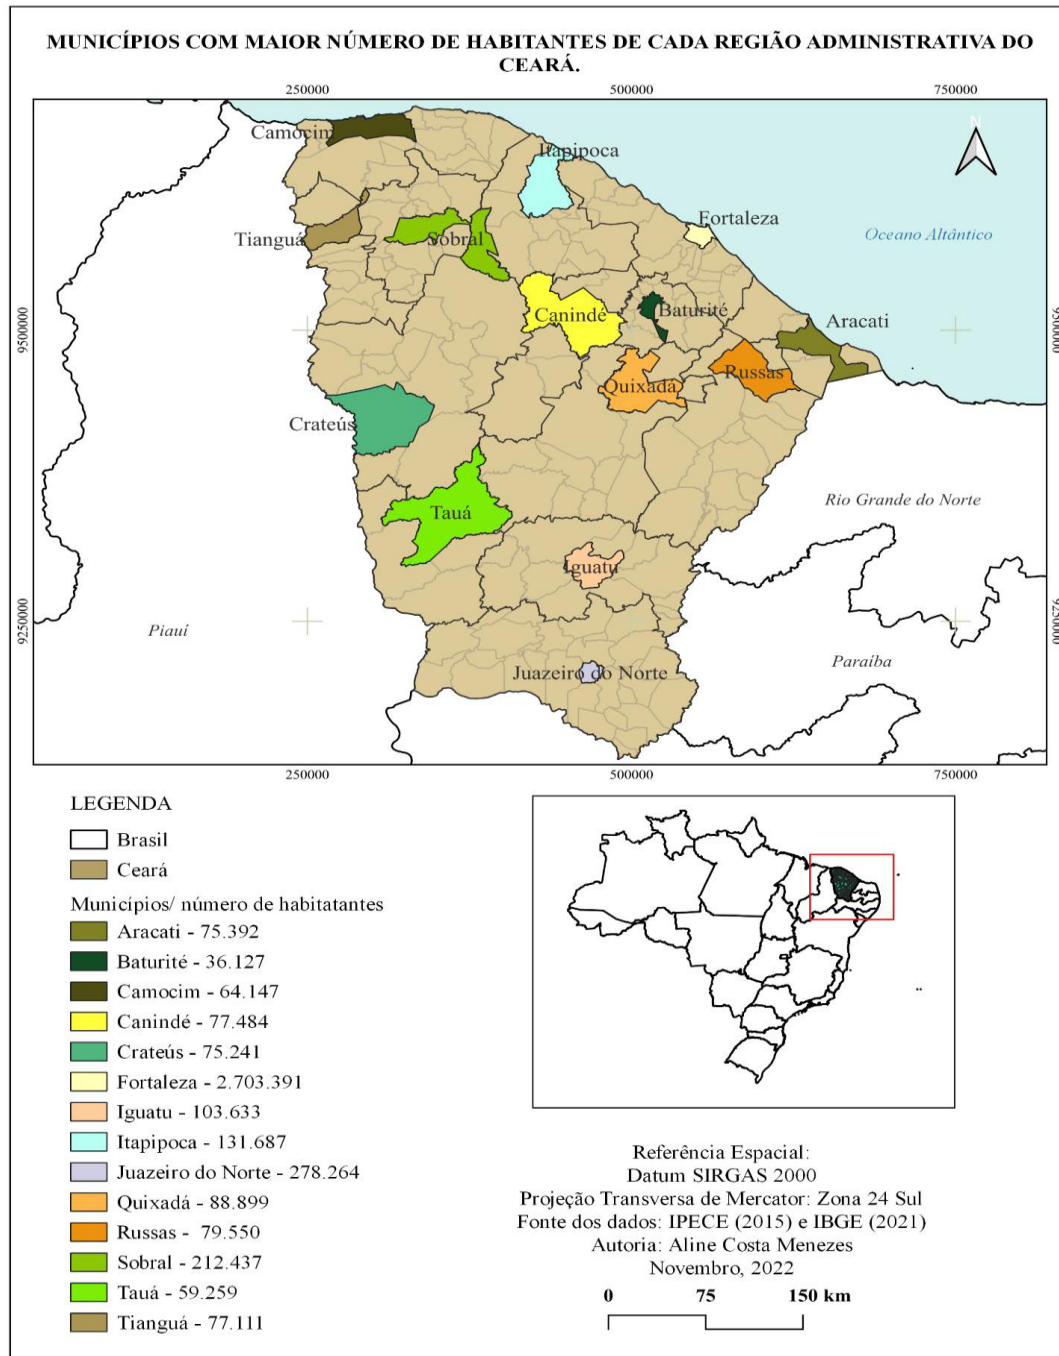 MUNICÍPIOS COM MAIOR NÚMERO DE HABITANTES DE CADA REGIÃO ADMINISTRATIVA DO
CEARÁ.
250000
500000
750000
N
Camocim
Itapipoca
Tianguá
Sobral
Fortaleza
Oceano Altântico
Canindé
Baturité
Aracati
9500000
9500000
Quixadá
Russas
Crateús
Tauá
Rio Grande do Norte
Iguatu
9250000
9250000
Piauí
Paraíba
Juazeiro do Norte
250000
500000
750000
LEGENDA
Brasil
Ceará
Municípios/ número de habitatantes
Aracati - 75.392
Baturité - 36.127
Camocim - 64.147
Canindé - 77.484
Crateús - 75.241
Fortaleza - 2.703.391
Iguatu - 103.633
Itapipoca - 131.687
Juazeiro do Norte - 278.264
Quixadá - 88.899
Russas - 79.550
Sobral - 212.437
Tauá - 59.259
Tianguá - 77.111
Referência Espacial:
Datum SIRGAS 2000
Projeção Transversa de Mercator: Zona 24 Sul
Fonte dos dados: IPECE (2015) e IBGE (2021)
Autoria: Aline Costa Menezes
Novembro, 2022
0 75 150 km